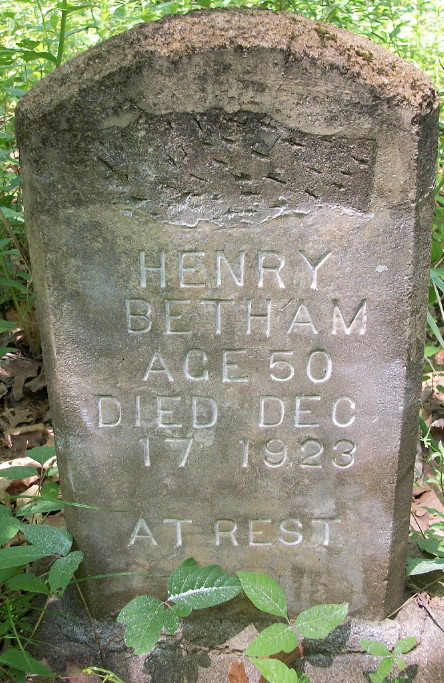 HENRY
BETHAM
AGE 50
DIED DEC
17 1923
AT REST